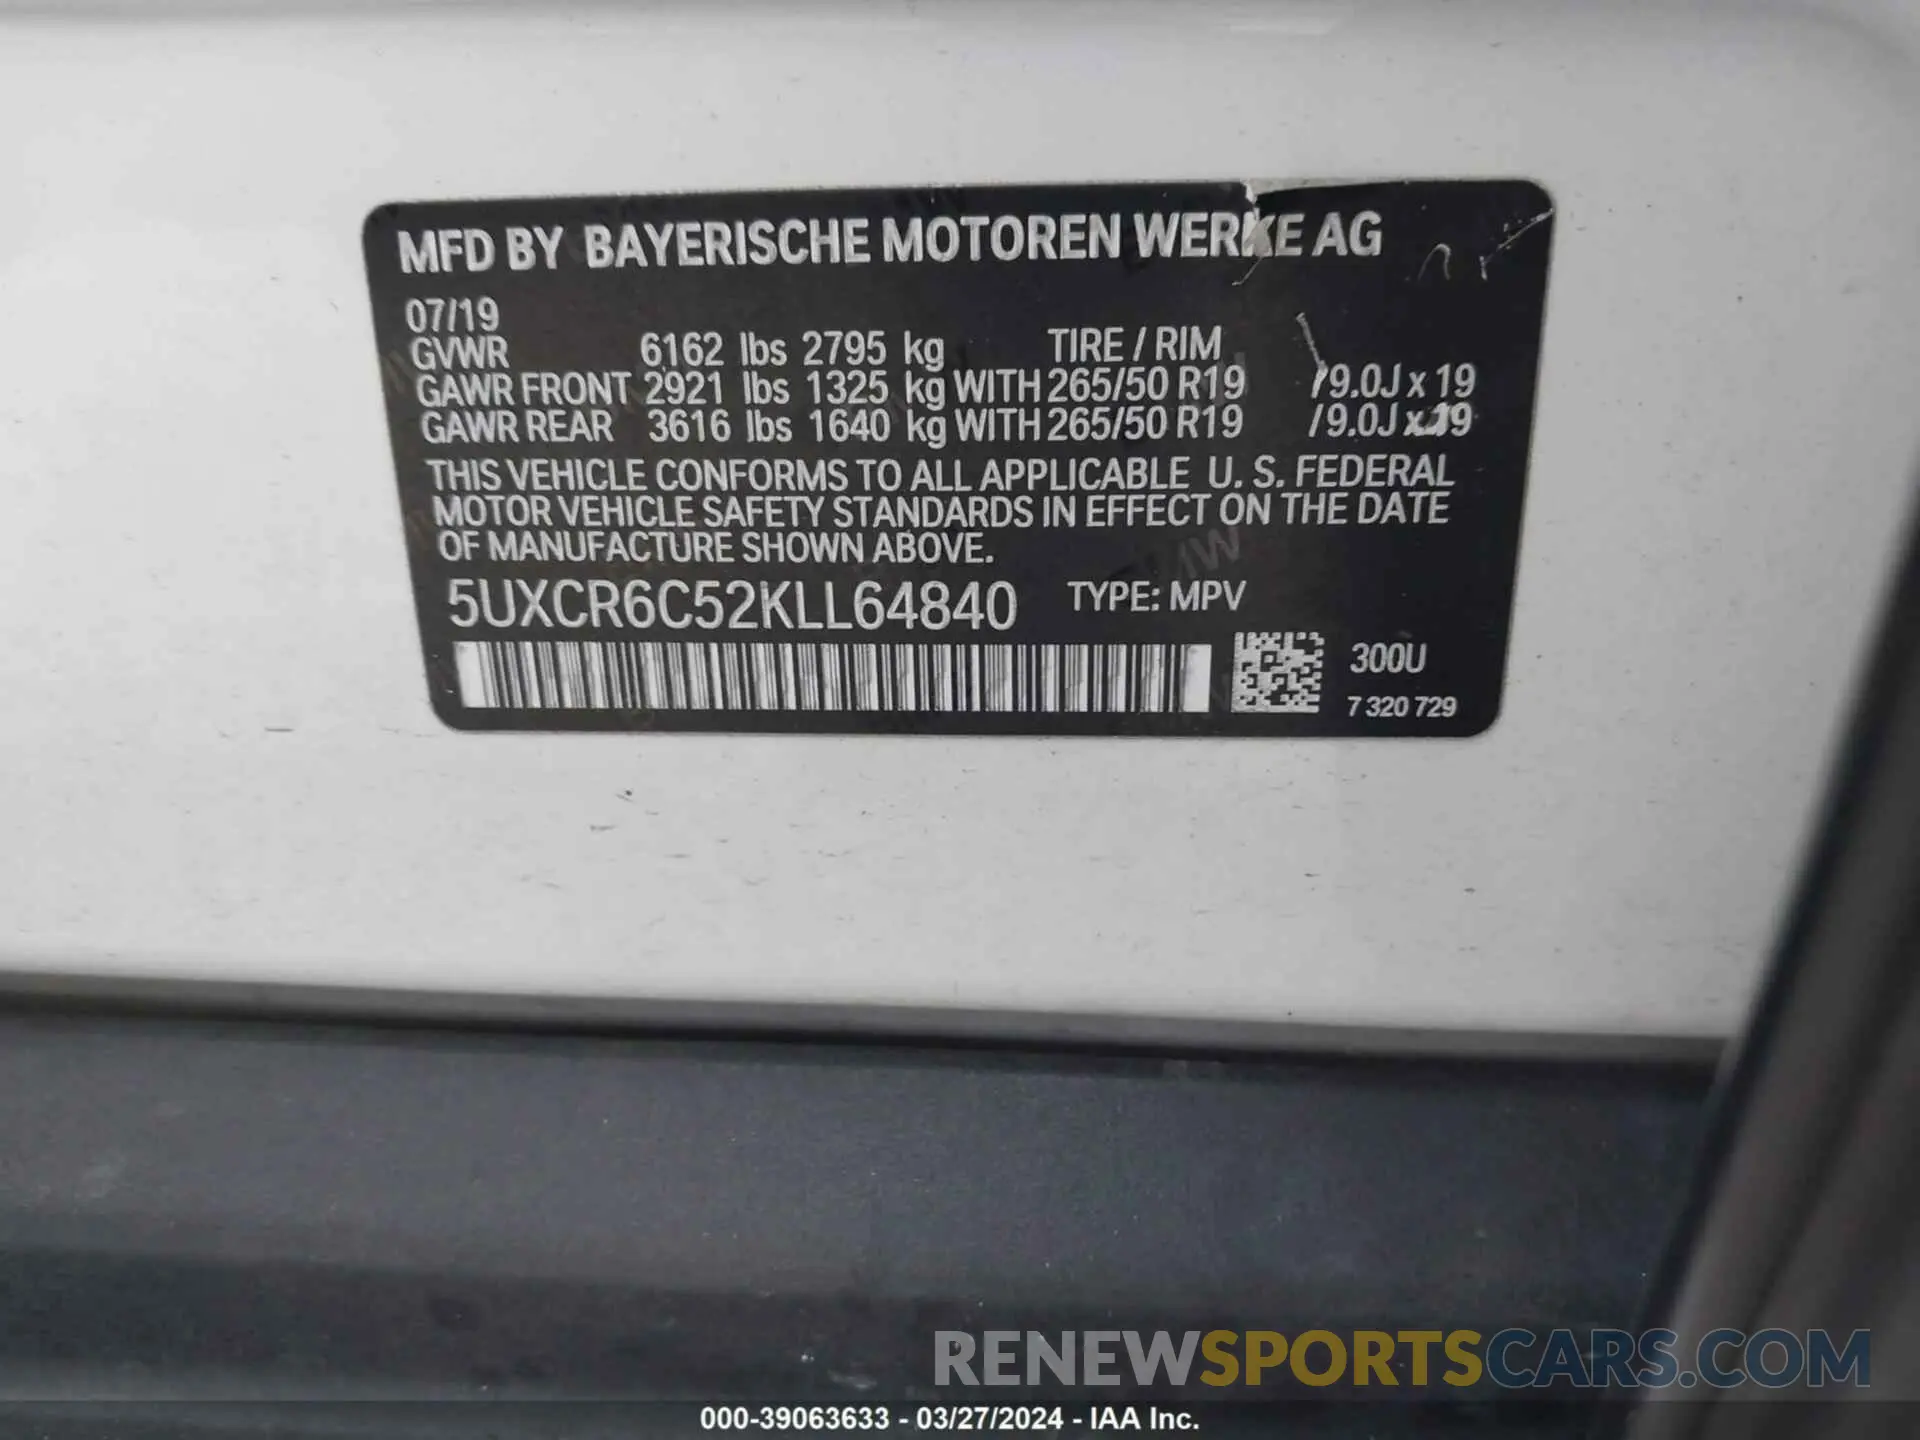 MFD BY BAYERISCHE MOTOREN WERKE AG
07/19
GVWR 6162 lbs 2795 kg TIRE / RIM
GAWR FRONT 2921 lbs 1325 kg WITH 265/50 R19 /9.0J x 19
GAWR REAR 3616 lbs 1640 kg WITH 265/50 R19 /9.0J x 19
THIS VEHICLE CONFORMS TO ALL APPLICABLE U. S. FEDERAL
MOTOR VEHICLE SAFETY STANDARDS IN EFFECT ON THE DATE
OF MANUFACTURE SHOWN ABOVE.
5UXCR6C52KLL64840 TYPE: MPV
300U
7 320 729
RENEWSPORTSCARS.COM
000-39063633 - 03/27/2024 - IAA Inc.